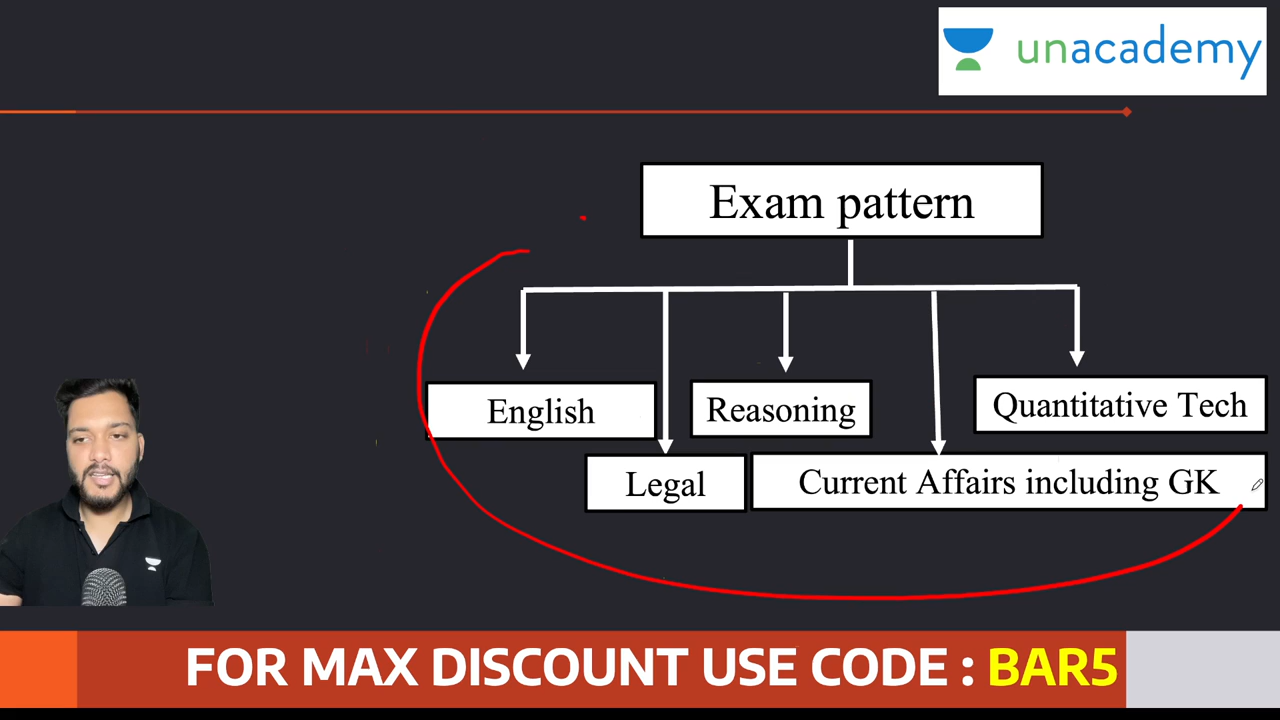 unacademy
Exam pattern
English
Reasoning
Quantitative Tech
Legal
Current Affairs including GK
FOR MAX DISCOUNT USE CODE : BAR5